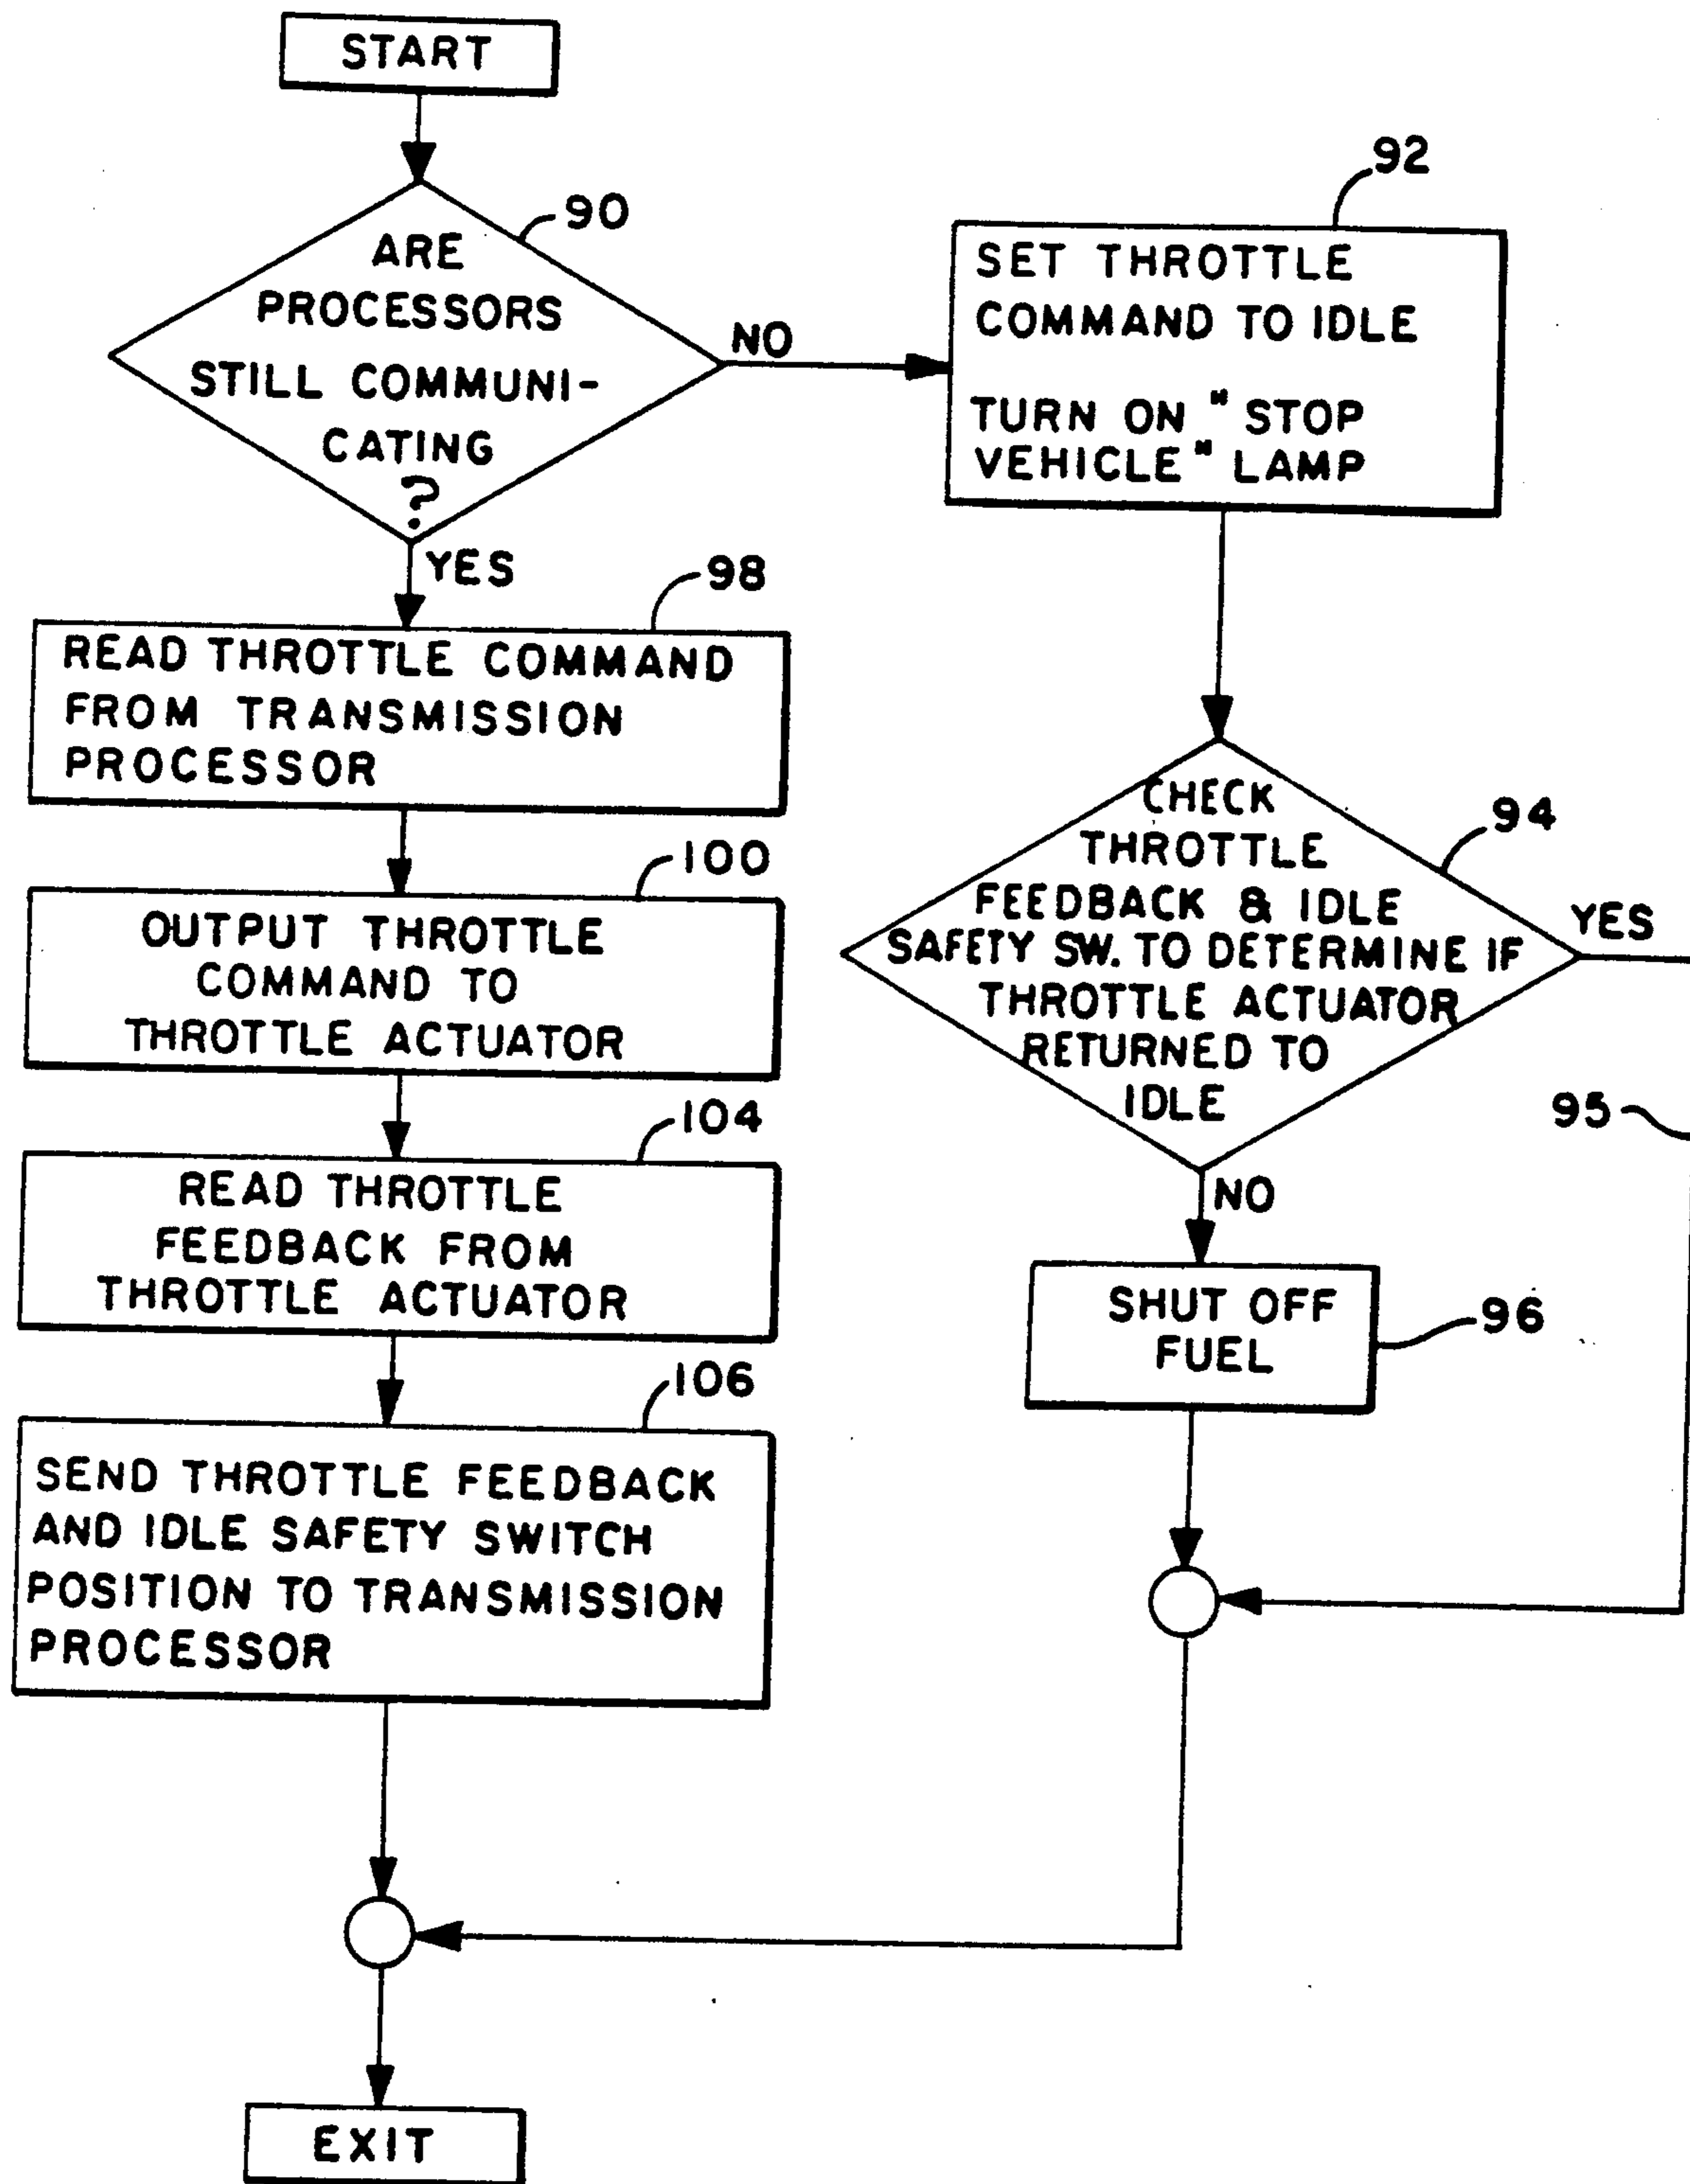 START
90
ARE
PROCESSORS
STILL COMMUNI-
CATING
?
NO
YES
92
SET THROTTLE
COMMAND TO IDLE
TURN ON "STOP
VEHICLE" LAMP
98
READ THROTTLE COMMAND
FROM TRANSMISSION
PROCESSOR
100
OUTPUT THROTTLE
COMMAND TO
THROTTLE ACTUATOR
104
READ THROTTLE
FEEDBACK FROM
THROTTLE ACTUATOR
106
SEND THROTTLE FEEDBACK
AND IDLE SAFETY SWITCH
POSITION TO TRANSMISSION
PROCESSOR
94
CHECK
THROTTLE
FEEDBACK & IDLE
SAFETY SW. TO DETERMINE IF
THROTTLE ACTUATOR
RETURNED TO
IDLE
YES
95
NO
SHUT OFF
FUEL
96
EXIT